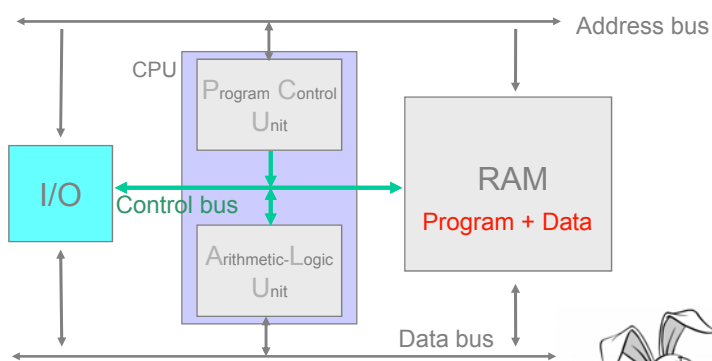 Address bus
CPU
Program Control
Unit
I/O
Control bus
RAM
Program + Data
Arithmetic-Logic
Unit
Data bus